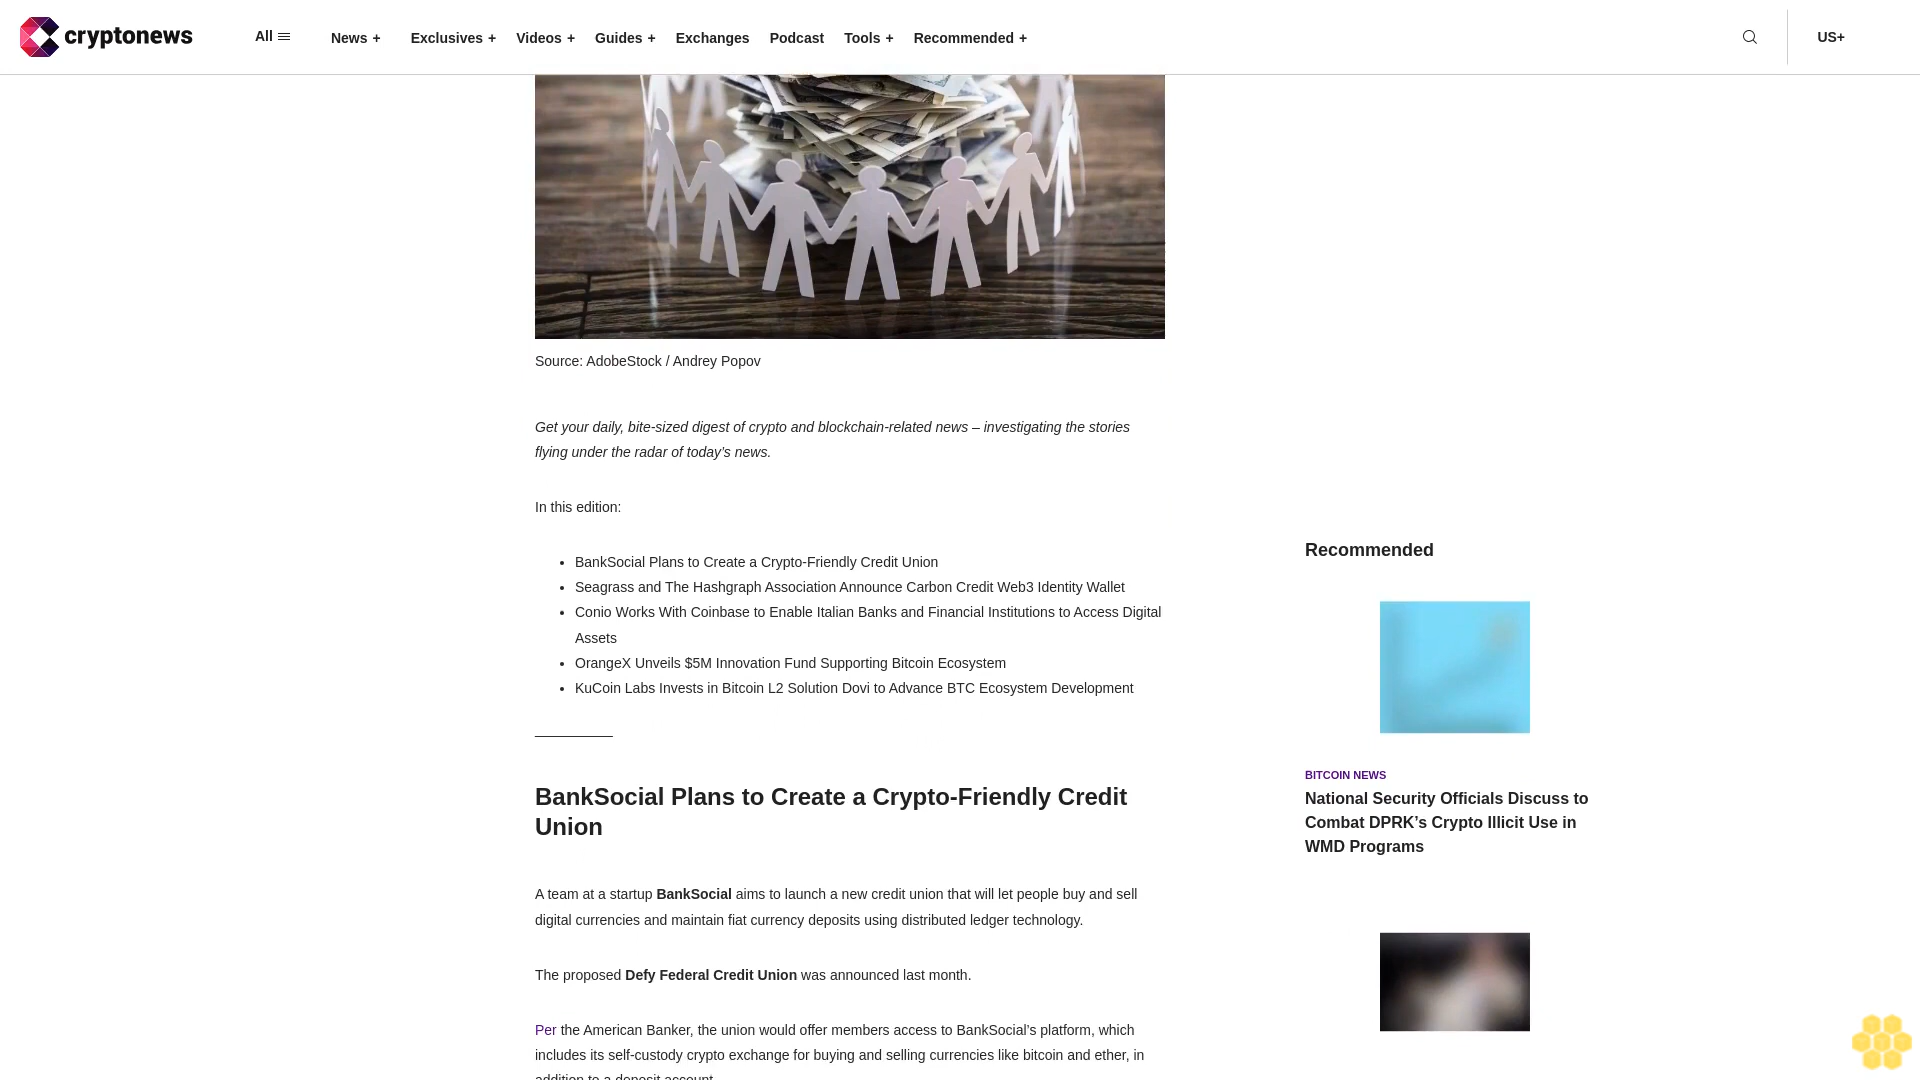 cryptonews
All
News +
Exclusives +
Videos +
Guides +
Exchanges
Podcast
Tools +
Recommended +
US+
Source: AdobeStock / Andrey Popov
Get your daily, bite-sized digest of crypto and blockchain-related news – investigating the stories
flying under the radar of today’s news.
In this edition:
BankSocial Plans to Create a Crypto-Friendly Credit Union
Seagrass and The Hashgraph Association Announce Carbon Credit Web3 Identity Wallet
Conio Works With Coinbase to Enable Italian Banks and Financial Institutions to Access Digital
Assets
OrangeX Unveils $5M Innovation Fund Supporting Bitcoin Ecosystem
KuCoin Labs Invests in Bitcoin L2 Solution Dovi to Advance BTC Ecosystem Development
__________
BankSocial Plans to Create a Crypto-Friendly Credit
Union
A team at a startup BankSocial aims to launch a new credit union that will let people buy and sell
digital currencies and maintain fiat currency deposits using distributed ledger technology.
The proposed Defy Federal Credit Union was announced last month.
Per the American Banker, the union would offer members access to BankSocial’s platform, which
includes its self-custody crypto exchange for buying and selling currencies like bitcoin and ether, in
addition to a deposit account.
Recommended
BITCOIN NEWS
National Security Officials Discuss to
Combat DPRK’s Crypto Illicit Use in
WMD Programs